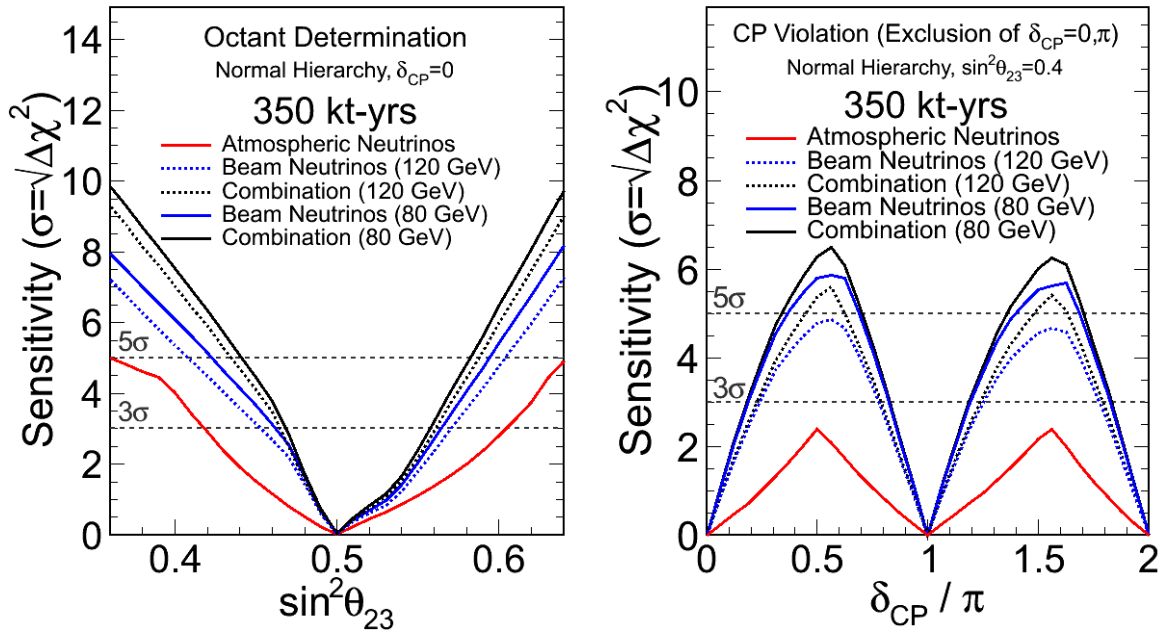 Octant Determination
Normal Hierarchy, δCP=0
350 kt-yrs
Atmospheric Neutrinos
Beam Neutrinos (120 GeV)
Combination (120 GeV)
Beam Neutrinos (80 GeV)
Combination (80 GeV)
Sensitivity (σ=√Δχ²)
14
12
10
8
6
4
2
0
5σ
3σ
0.4
0.5
0.6
sin²θ23
CP Violation (Exclusion of δCP=0,π)
Normal Hierarchy, sin²θ23=0.4
350 kt-yrs
Atmospheric Neutrinos
Beam Neutrinos (120 GeV)
Combination (120 GeV)
Beam Neutrinos (80 GeV)
Combination (80 GeV)
Sensitivity (σ=√Δχ²)
10
8
6
4
2
0
5σ
3σ
0
0.5
1
1.5
2
δCP / π